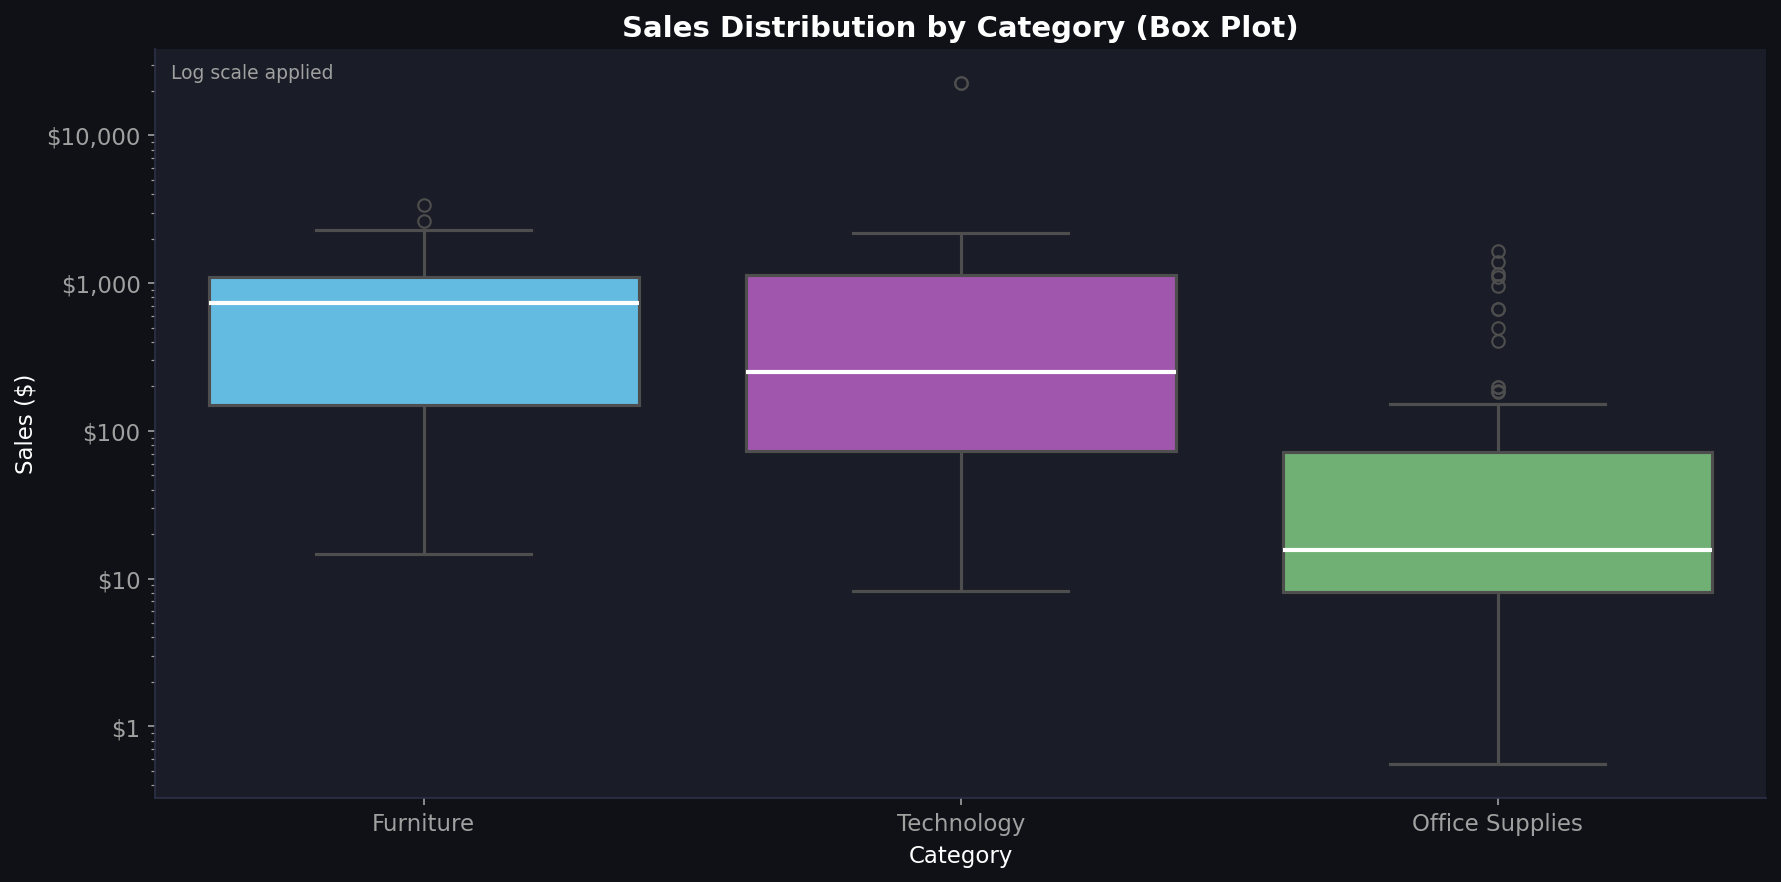 Sales Distribution by Category (Box Plot)
Log scale applied
$10,000
$1,000
$100
$10
$1
Sales ($)
Furniture
Technology
Office Supplies
Category